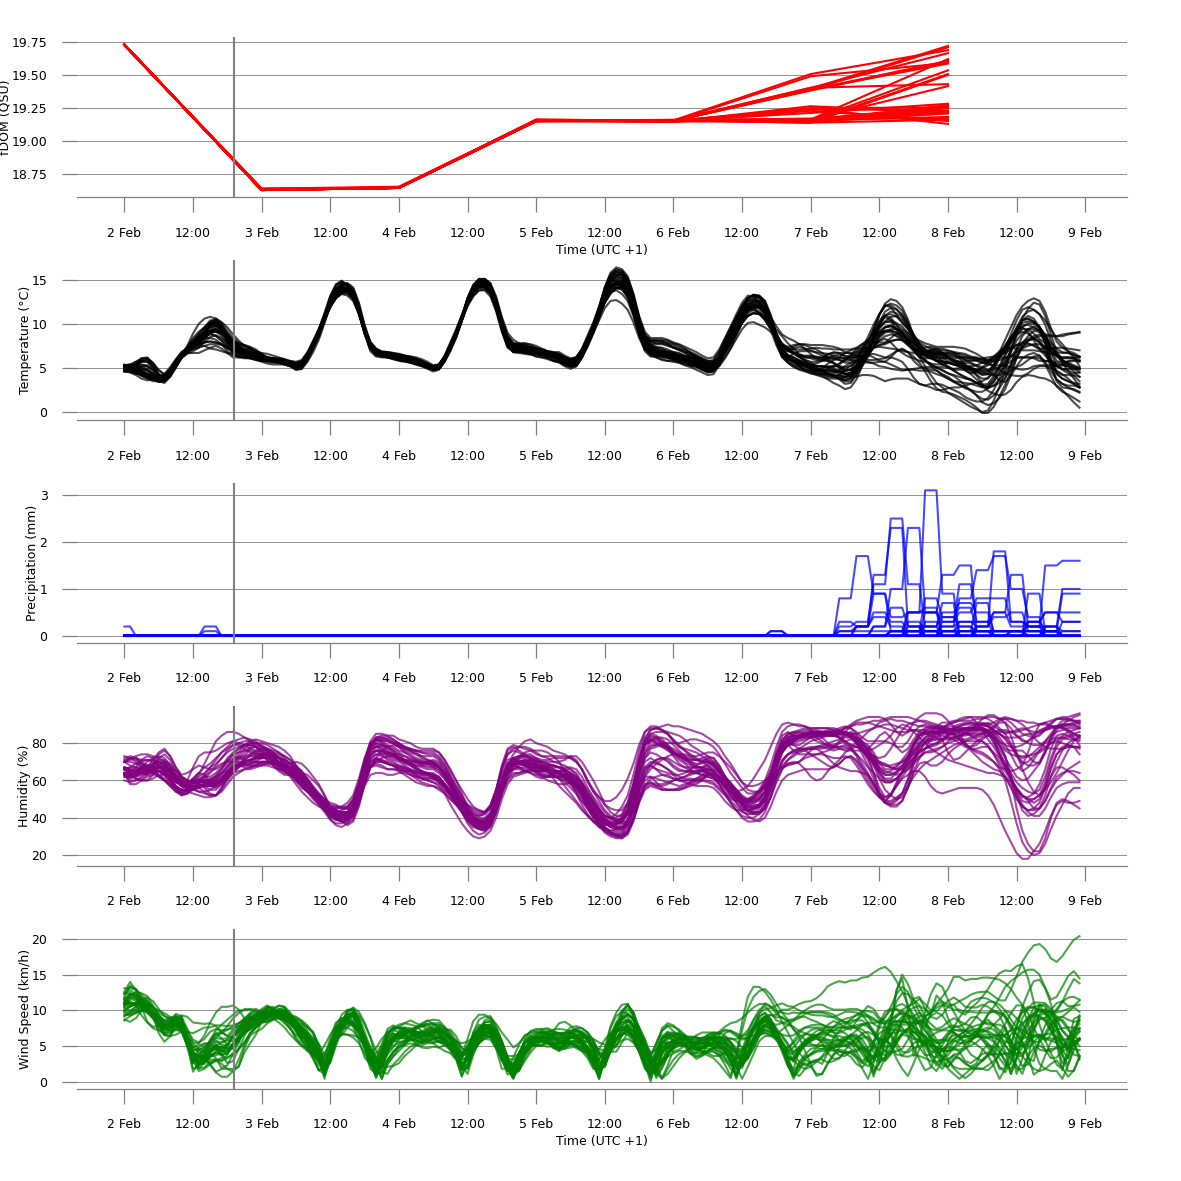 19.75
19.50
19.25
19.00
18.75
fDOM (QSU)
2 Feb 12:00 3 Feb 12:00 4 Feb 12:00 5 Feb 12:00 6 Feb 12:00 7 Feb 12:00 8 Feb 12:00 9 Feb
Time (UTC +1)
15
10
5
0
Temperature (°C)
2 Feb 12:00 3 Feb 12:00 4 Feb 12:00 5 Feb 12:00 6 Feb 12:00 7 Feb 12:00 8 Feb 12:00 9 Feb
3
2
1
0
Precipitation (mm)
2 Feb 12:00 3 Feb 12:00 4 Feb 12:00 5 Feb 12:00 6 Feb 12:00 7 Feb 12:00 8 Feb 12:00 9 Feb
80
60
40
20
Humidity (%)
2 Feb 12:00 3 Feb 12:00 4 Feb 12:00 5 Feb 12:00 6 Feb 12:00 7 Feb 12:00 8 Feb 12:00 9 Feb
20
15
10
5
0
Wind Speed (km/h)
2 Feb 12:00 3 Feb 12:00 4 Feb 12:00 5 Feb 12:00 6 Feb 12:00 7 Feb 12:00 8 Feb 12:00 9 Feb
Time (UTC +1)